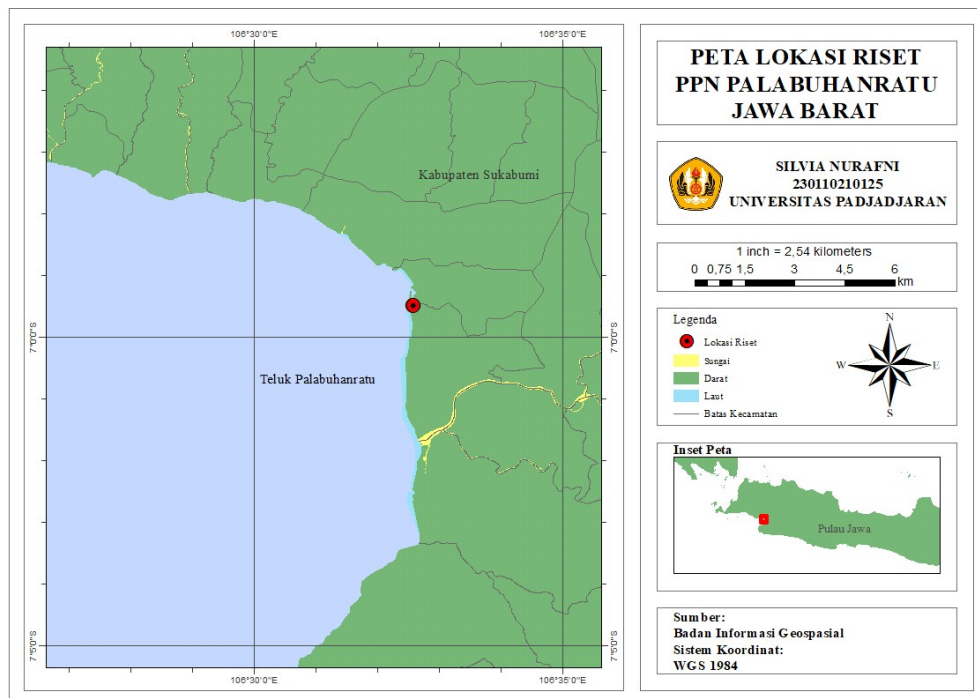 106°30'0"E
106°35'0"E
Kabupaten Sukabumi
7°0'0"S
7°0'0"S
Teluk Palabuhanratu
7°5'0"S
7°5'0"S
106°30'0"E
106°35'0"E
PETA LOKASI RISET
PPN PALABUHANRATU
JAWA BARAT
SILVIA NURAFNI
230110210125
UNIVERSITAS PADJADJARAN
1 inch = 2,54 kilometers
0 0,75 1,5 3 4,5 6
km
Legenda
Lokasi Riset
Sungai
Darat
Laut
Batas Kecamatan
N
W E
S
Inset Peta
Pulau Jawa
Sumber:
Badan Informasi Geospasial
Sistem Koordinat:
WGS 1984